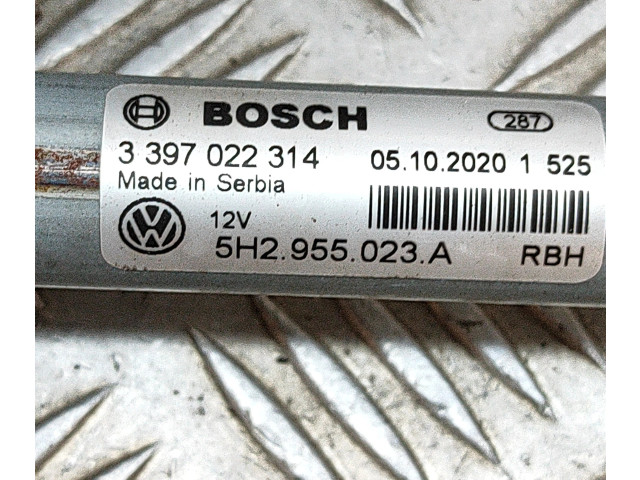 BOSCH 287
3 397 022 314 05.10.2020 1 525
Made in Serbia
12V
5H2.955.023.A RBH